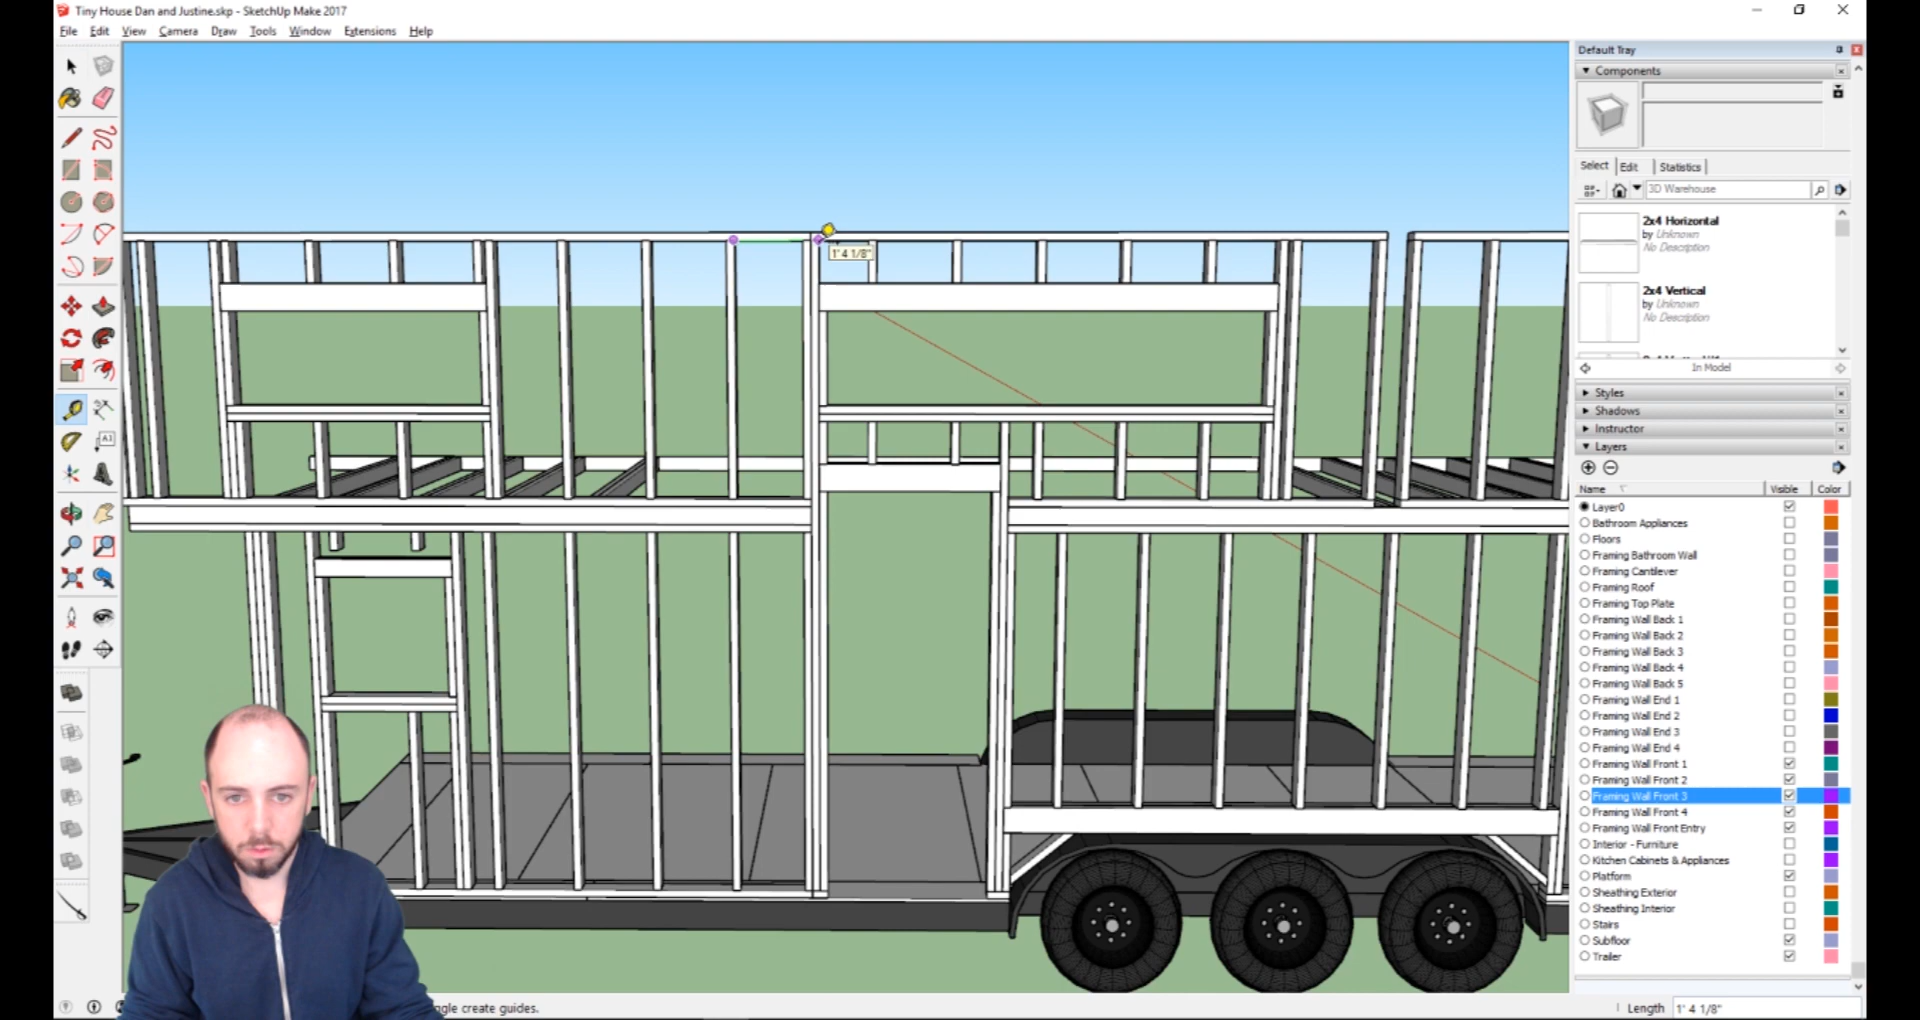 Tiny House Dan and Justine.skp - SketchUp Make 2017
File Edit View Camera Draw Tools Window Extensions Help
Default Tray
Components
Select Edit Statistics
3D Warehouse
2x4 Horizontal
by Unknown
No Description
2x4 Vertical
by Unknown
No Description
In Model
Styles
Shadows
Instructor
Layers
Name Visible Color
Layer0
Bathroom Appliances
Floors
Framing Bathroom Wall
Framing Cantilever
Framing Roof
Framing Top Plate
Framing Wall Back 1
Framing Wall Back 2
Framing Wall Back 3
Framing Wall Back 4
Framing Wall Back 5
Framing Wall End 1
Framing Wall End 2
Framing Wall End 3
Framing Wall End 4
Framing Wall Front 1
Framing Wall Front 2
Framing Wall Front 3
Framing Wall Front 4
Framing Wall Front Entry
Interior - Furniture
Kitchen Cabinets & Appliances
Platform
Sheathing Exterior
Sheathing Interior
Stairs
Subfloor
Trailer
1' 4 1/8"
ngle create guides.
Length 1' 4 1/8"